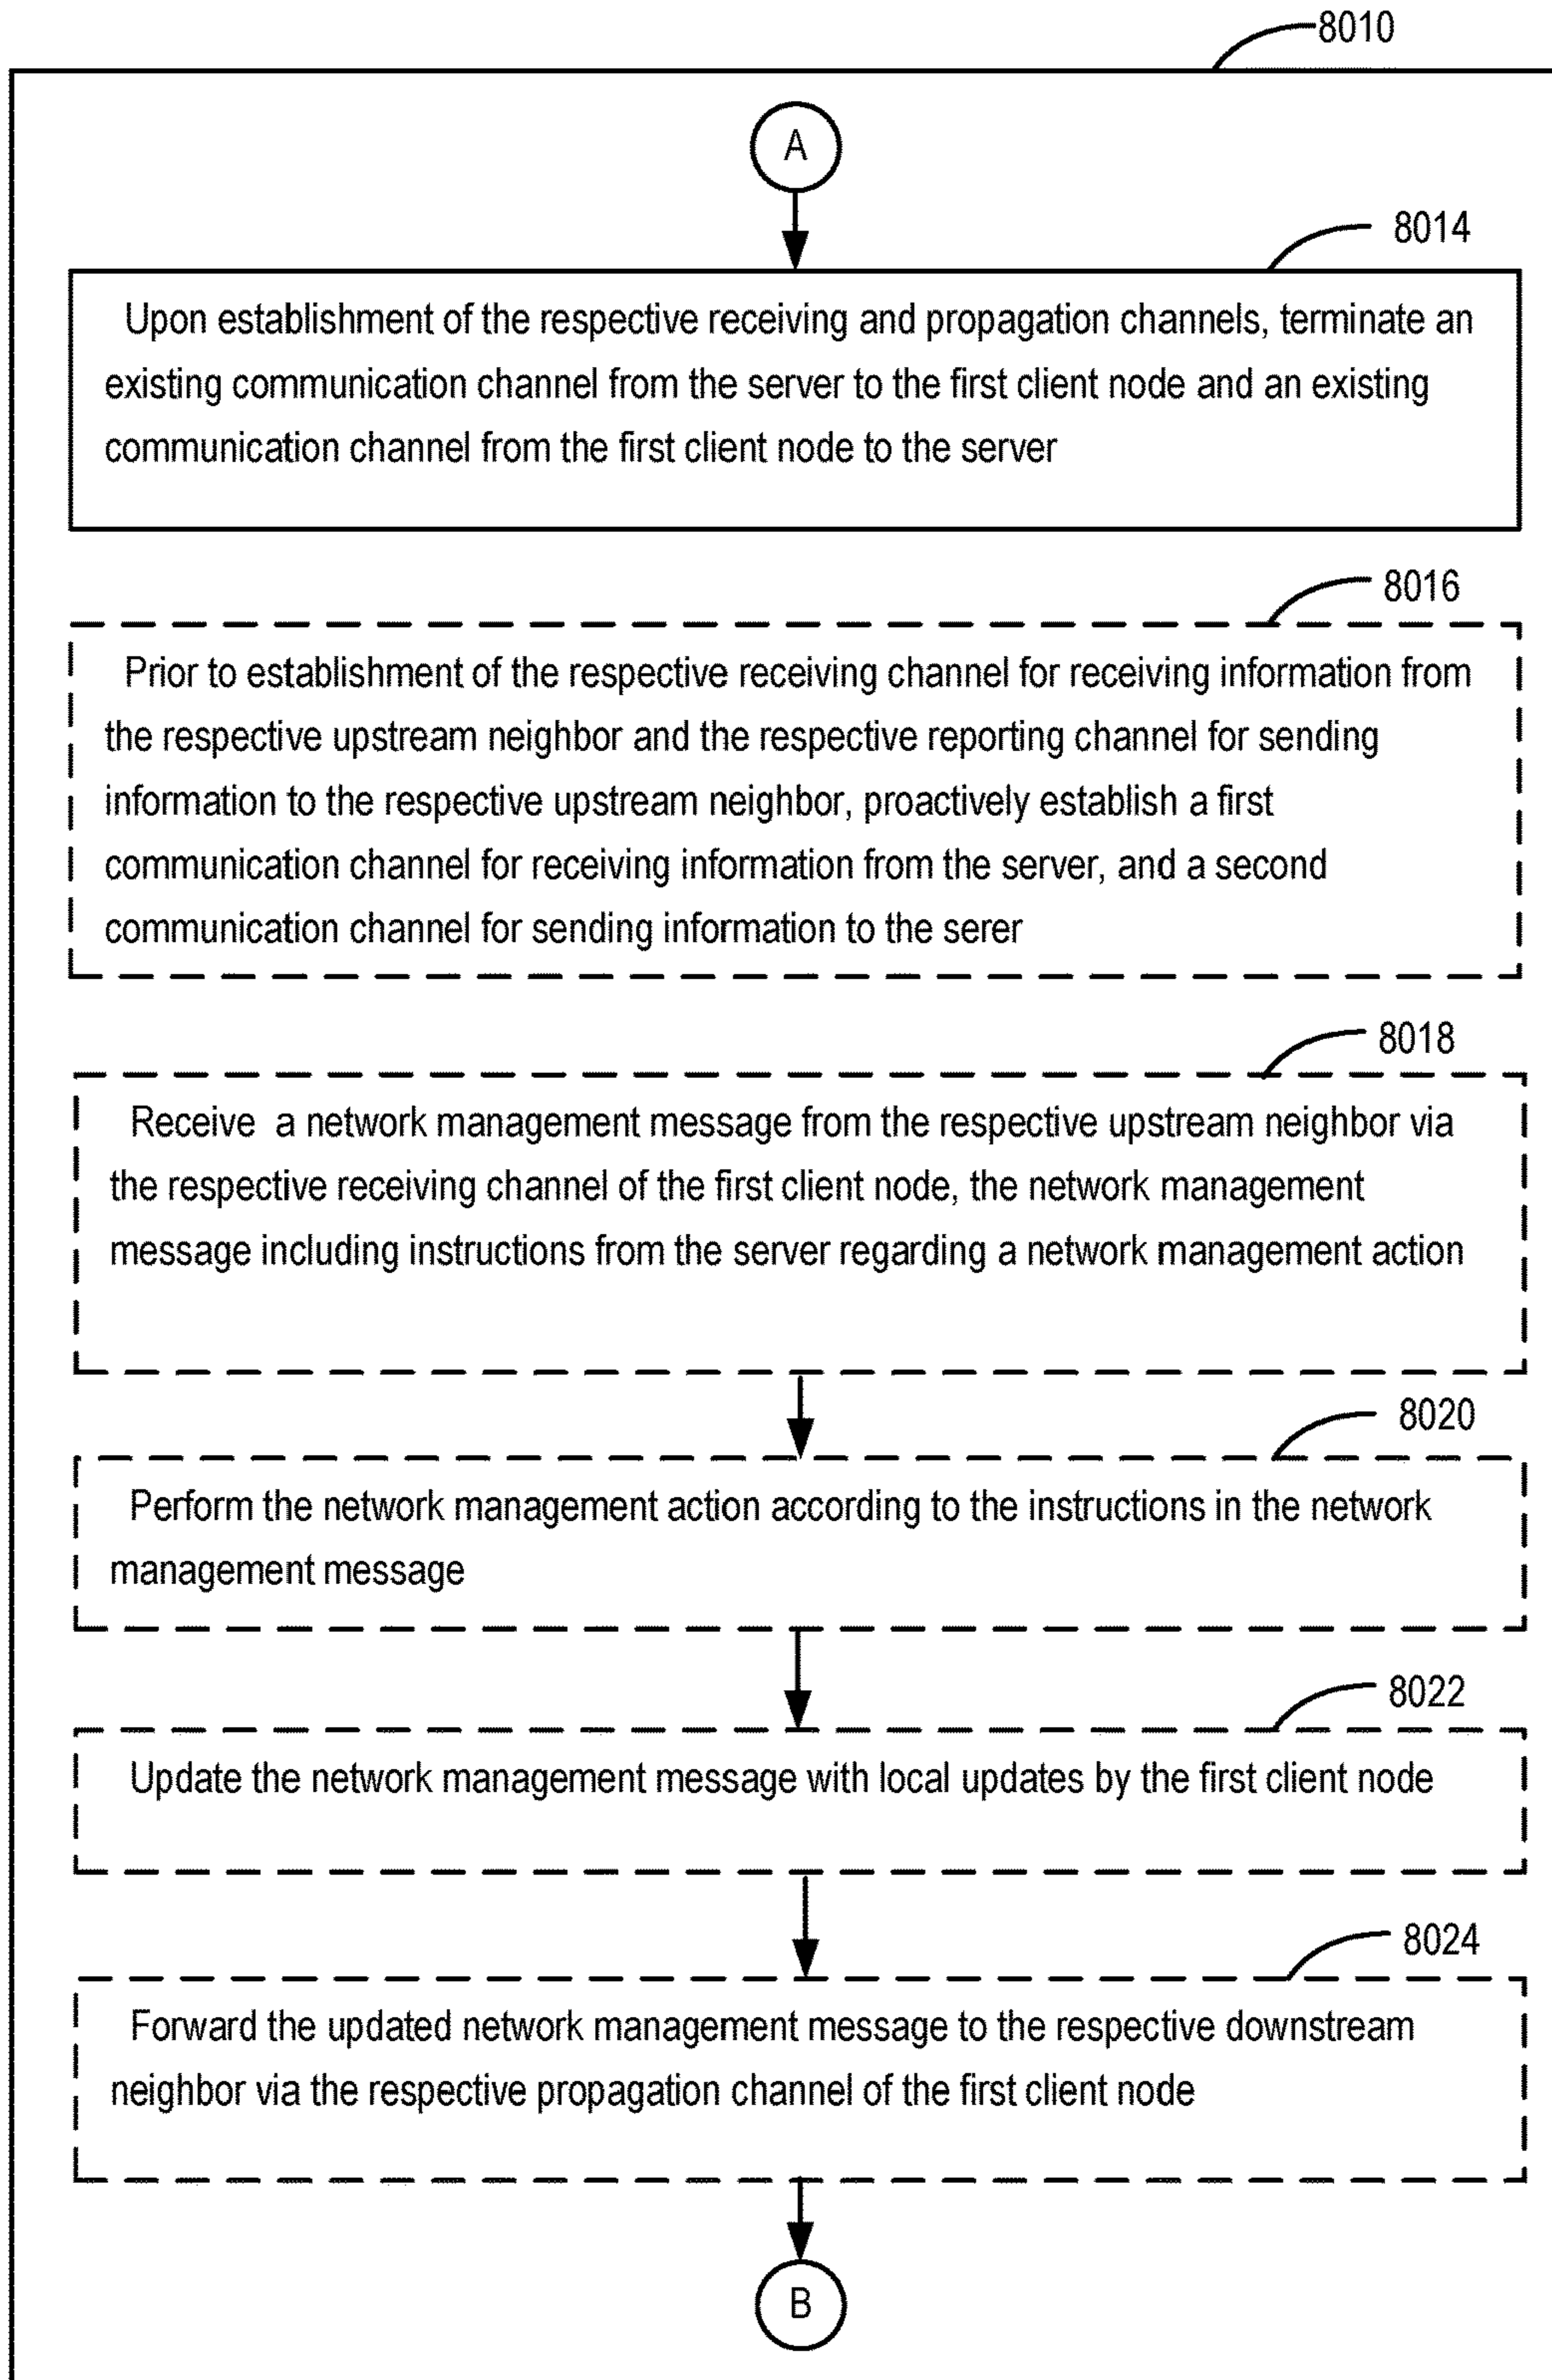 8010
A
8014
Upon establishment of the respective receiving and propagation channels, terminate an
existing communication channel from the server to the first client node and an existing
communication channel from the first client node to the server
8016
Prior to establishment of the respective receiving channel for receiving information from
the respective upstream neighbor and the respective reporting channel for sending
information to the respective upstream neighbor, proactively establish a first
communication channel for receiving information from the server, and a second
communication channel for sending information to the serer
8018
Receive a network management message from the respective upstream neighbor via
the respective receiving channel of the first client node, the network management
message including instructions from the server regarding a network management action
8020
Perform the network management action according to the instructions in the network
management message
8022
Update the network management message with local updates by the first client node
8024
Forward the updated network management message to the respective downstream
neighbor via the respective propagation channel of the first client node
B